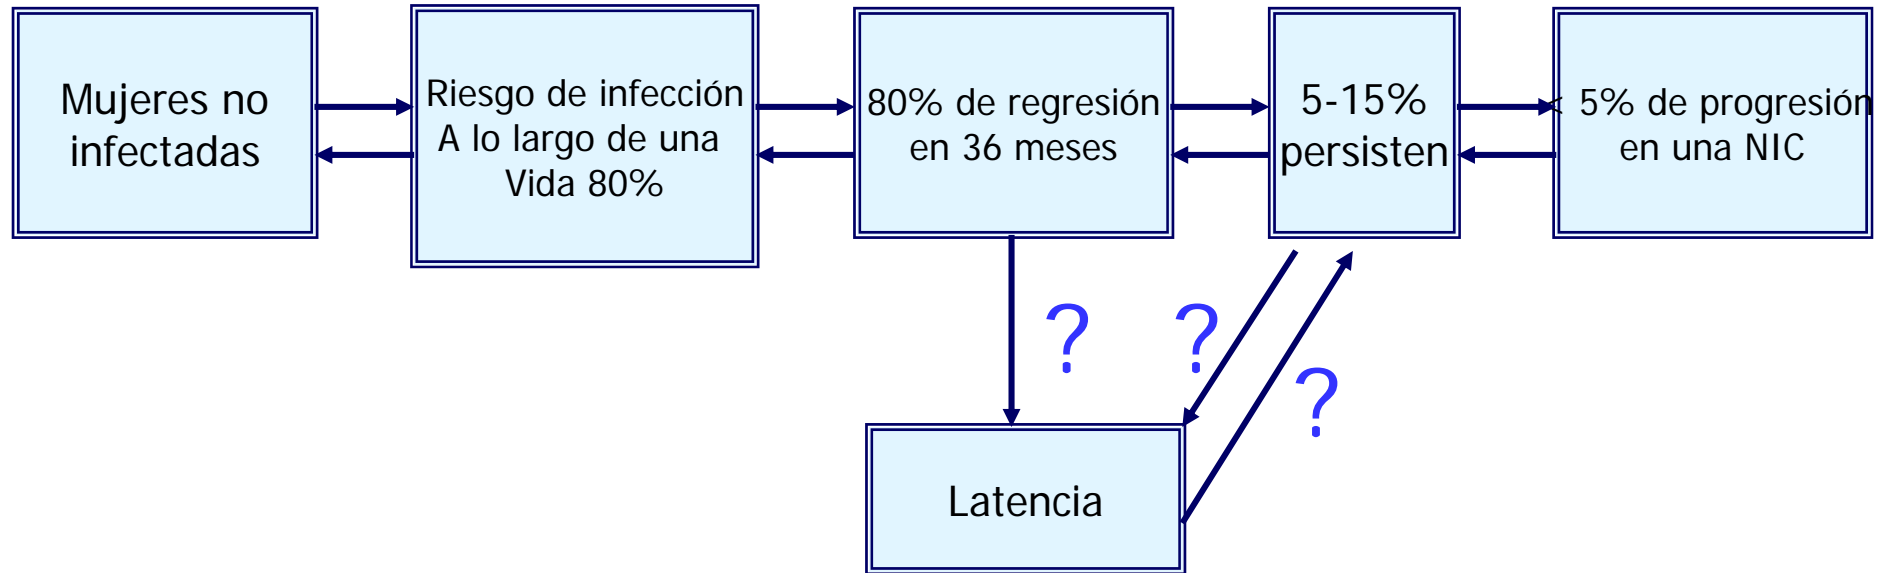 Mujeres no
infectadas
Riesgo de infección
A lo largo de una
Vida 80%
80% de regresión
en 36 meses
5-15%
persisten
< 5% de progresión
en una NIC
?
?
?
Latencia